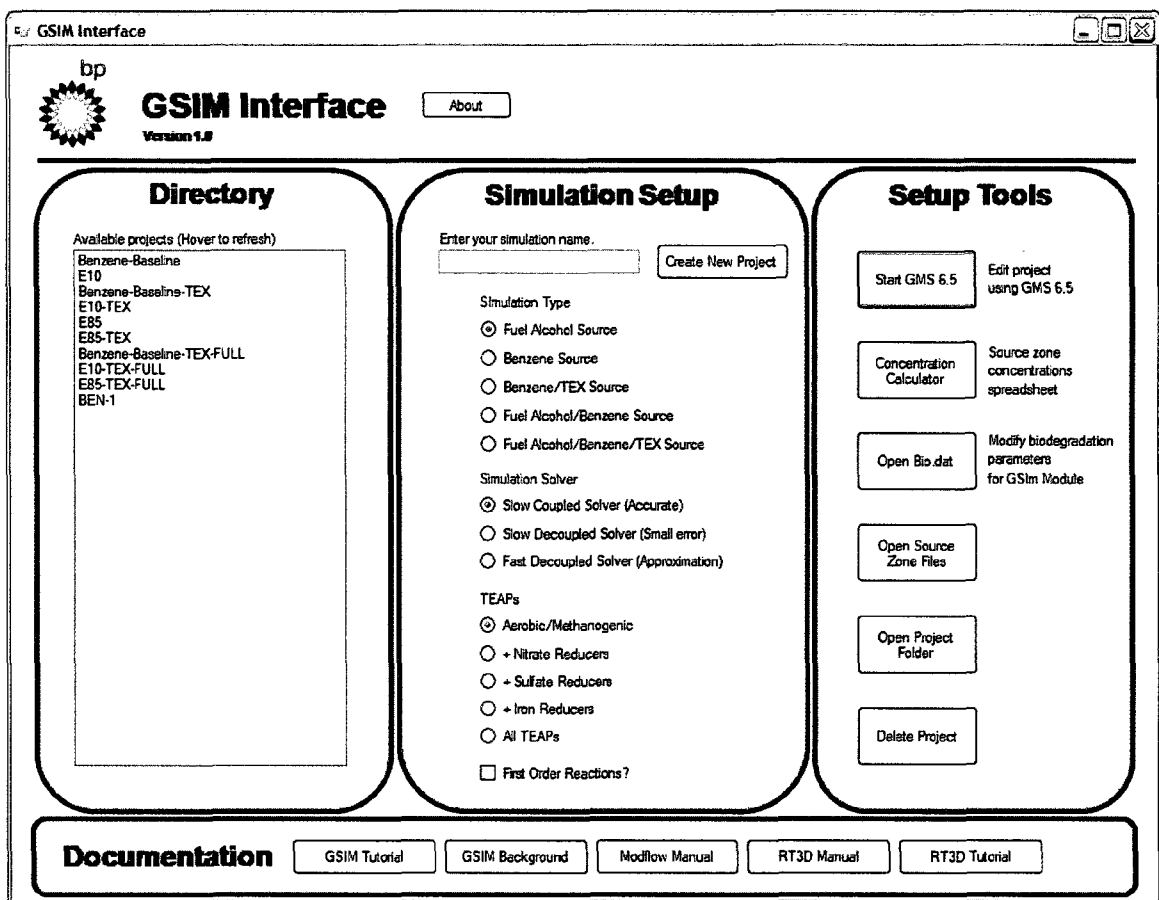 GSIM Interface
bp
GSIM Interface
About
Version 1.0
Directory
Available projects (Hover to refresh)
Benzene-Baseline
E10
Benzene-Baseline-TEX
E10-TEX
E85
E85-TEX
Benzene-Baseline-TEX-FULL
E10-TEX-FULL
E85-TEX-FULL
BEN-1
Simulation Setup
Enter your simulation name.
Create New Project
Simulation Type
Fuel Alcohol Source
Benzene Source
Benzene/TEX Source
Fuel Alcohol/Benzene Source
Fuel Alcohol/Benzene/TEX Source
Simulation Solver
Slow Coupled Solver (Accurate)
Slow Decoupled Solver (Small error)
Fast Decoupled Solver (Approximation)
TEAPs
Aerobic/Methanogenic
+ Nitrate Reducers
+ Sulfate Reducers
+ Iron Reducers
All TEAPs
First Order Reactions?
Setup Tools
Start GMS 6.5
Edit project
using GMS 6.5
Concentration
Calculator
Source zone
concentrations
spreadsheet
Open Bio.dat
Modify biodegradation
parameters
for GSIm Module
Open Source
Zone Files
Open Project
Folder
Delete Project
Documentation
GSIM Tutorial
GSIM Background
Modflow Manual
RT3D Manual
RT3D Tutorial